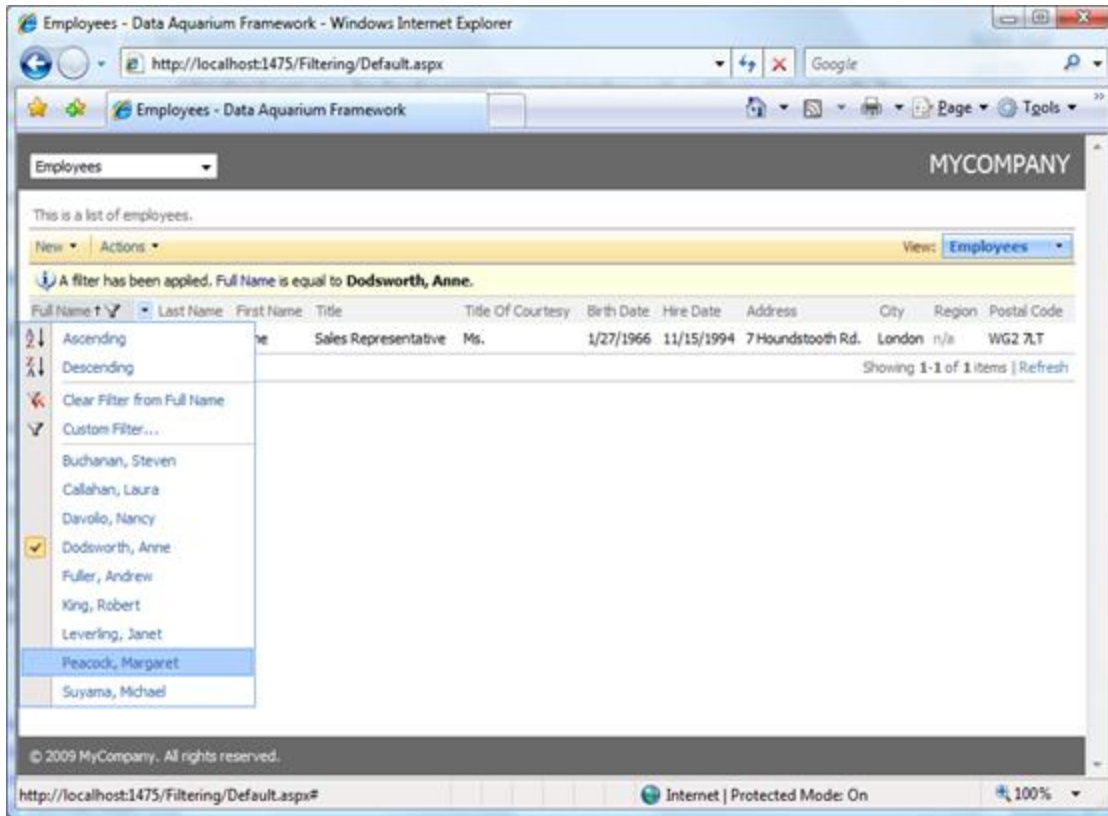 Employees - Data Aquarium Framework - Windows Internet Explorer
http://localhost:1475/Filtering/Default.aspx
Google
Employees - Data Aquarium Framework
Page
Tools
Employees
MYCOMPANY
This is a list of employees.
New Actions View: Employees
A filter has been applied. Full Name is equal to Dodsworth, Anne.
Full Name Last Name First Name Title Title Of Courtesy Birth Date Hire Date Address City Region Postal Code
Sales Representative Ms. 1/27/1966 11/15/1994 7 Houndstooth Rd. London n/a WG2 7LT
Showing 1-1 of 1 items | Refresh
Ascending
Descending
Clear Filter from Full Name
Custom Filter...
Buchanan, Steven
Callahan, Laura
Davolio, Nancy
Dodsworth, Anne
Fuller, Andrew
King, Robert
Leverling, Janet
Peacock, Margaret
Suyama, Michael
© 2009 MyCompany. All rights reserved.
http://localhost:1475/Filtering/Default.aspx#
Internet | Protected Mode: On
100%